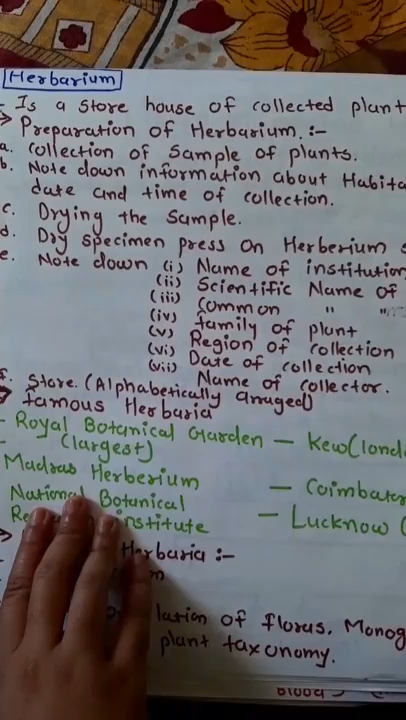 Herbarium
- Is a store house of collected plant
> Preparation of Herbarium :-
a. Collection of Sample of plants.
b. Note down information about Habita
date and time of collection.
c. Drying the Sample.
d. Dry specimen press on Herberium s
e. Note down (i) Name of institution
(ii) Scientific Name of
(iii) Common " "
(iv) family of plant
(v) Region of collection
(vi) Date of collection
(vii) Name of collector.
f. Store. (Alphabetically arraged)
> famous Herbaria
- Royal Botanical Garden - Kew (lond
- (largest)
Madras Herberium - Coimbator
National Botanical
Re institute - Lucknow (
> Herbaria :-
lation of floras, Monog
plant taxonomy.
Blood